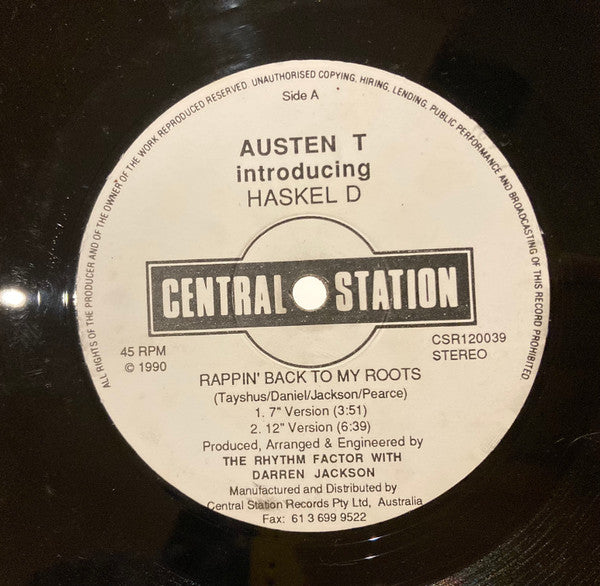 ALL RIGHTS OF THE PRODUCER AND OF THE OWNER OF THE WORK REPRODUCED RESERVED. UNAUTHORISED COPYING, HIRING, LENDING, PUBLIC PERFORMANCE AND BROADCASTING OF THIS RECORD PROHIBITED
Side A
AUSTEN T
introducing
HASKEL D
CENTRAL STATION
45 RPM
© 1990
CSR120039
STEREO
RAPPIN' BACK TO MY ROOTS
(Tayshus/Daniel/Jackson/Pearce)
1. 7" Version (3:51)
2. 12" Version (6:39)
Produced, Arranged & Engineered by
THE RHYTHM FACTOR WITH
DARREN JACKSON
Manufactured and Distributed by
Central Station Records Pty Ltd, Australia
Fax: 61 3 699 9522